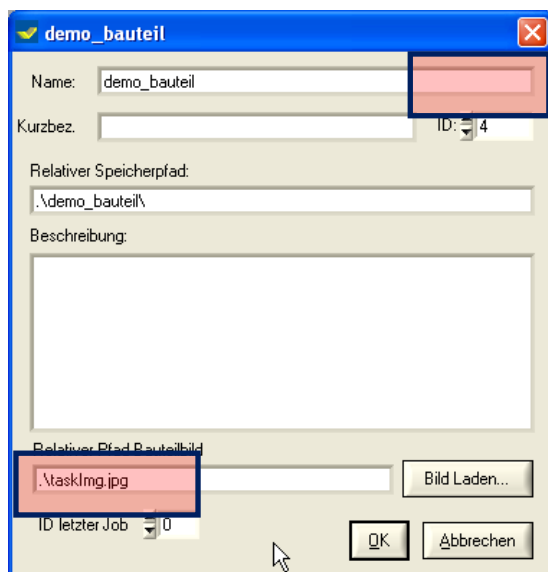 demo_bauteil
Name: demo_bauteil
Kurzbez. ID: 4
Relativer Speicherpfad:
.\demo_bauteil\
Beschreibung:
Relativer Pfad Bauteilbild
.\taskImg.jpg Bild Laden...
ID letzter Job 0
OK Abbrechen